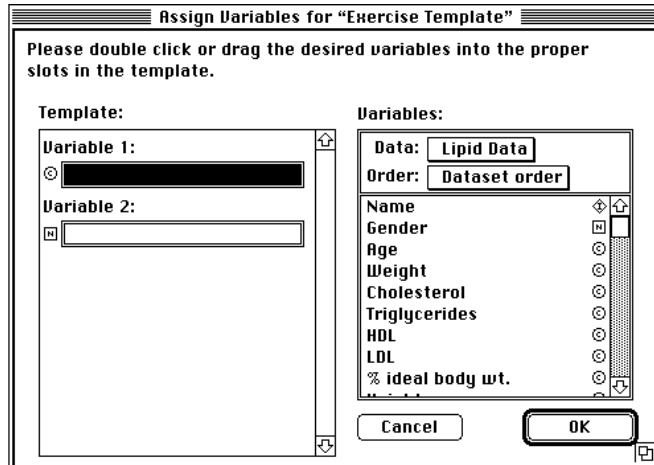 Assign Variables for “Exercise Template”
Please double click or drag the desired variables into the proper
slots in the template.
Template:
Variable 1:
C
Variable 2:
N
Variables:
Data: Lipid Data
Order: Dataset order
Name I
Gender N
Age C
Weight C
Cholesterol C
Triglycerides C
HDL C
LDL C
% ideal body wt. C
Cancel
OK